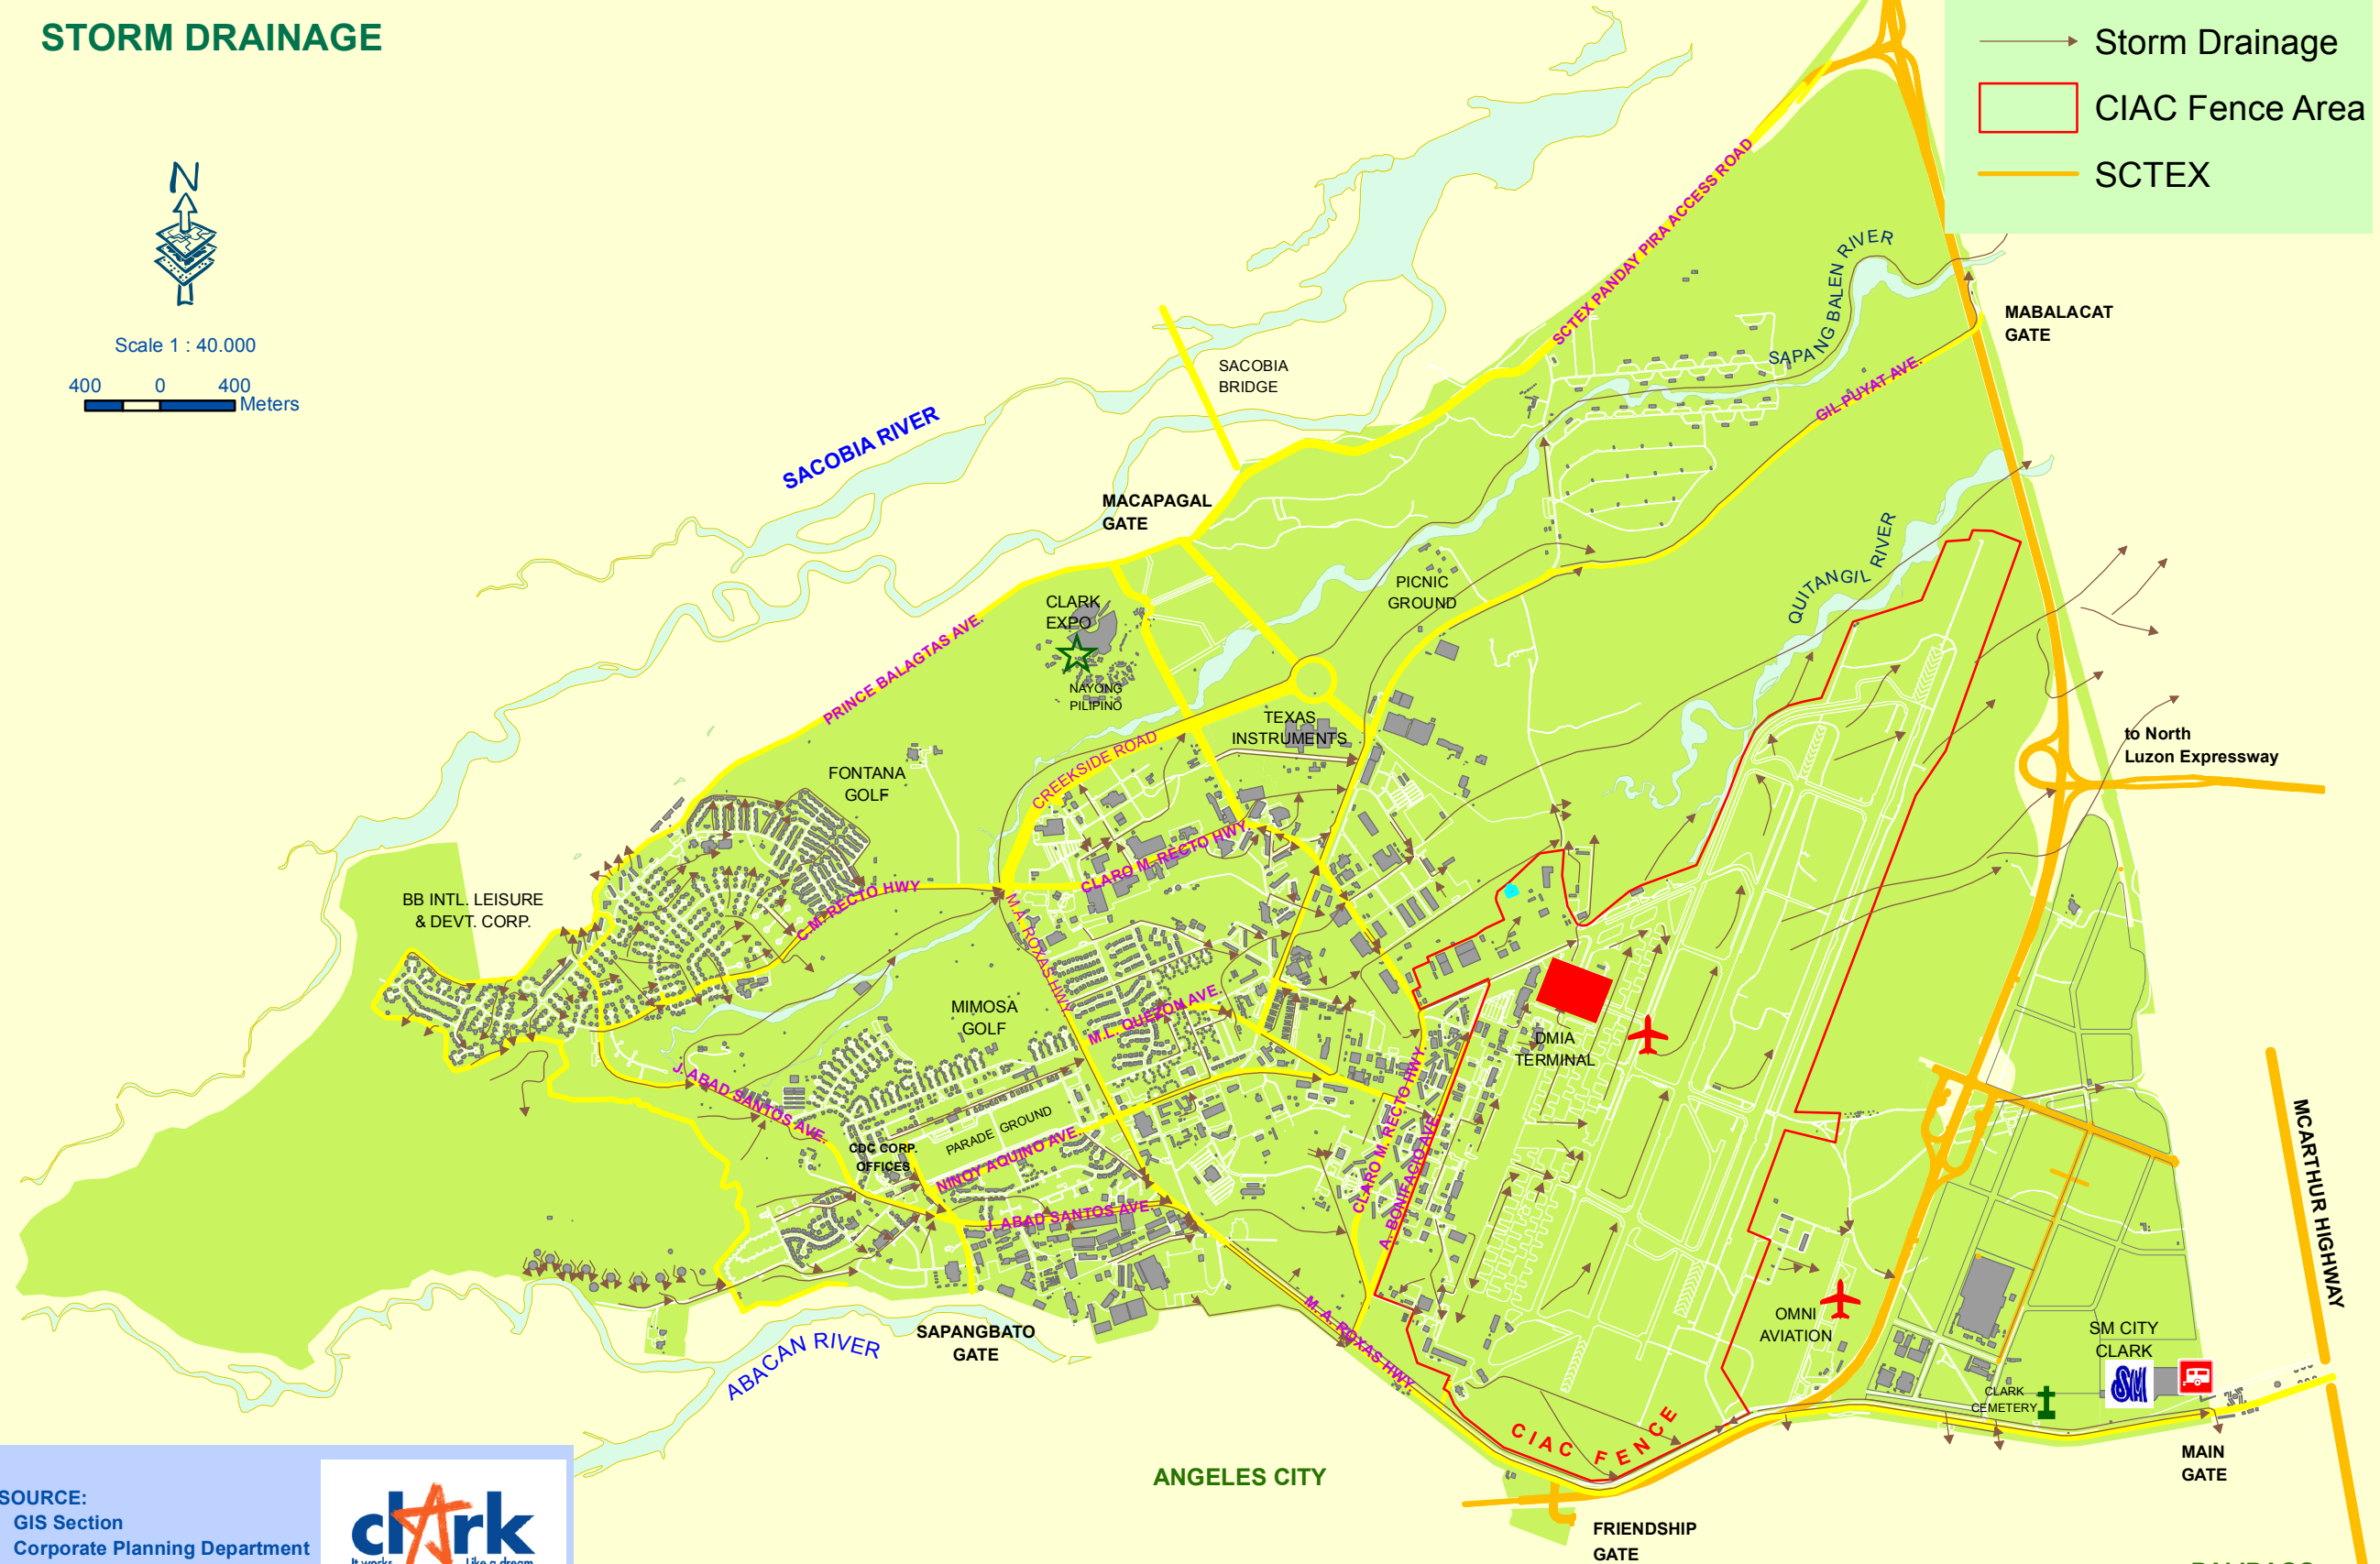 STORM DRAINAGE
Storm Drainage
CIAC Fence Area
SCTEX
N
Scale 1 : 40.000
400 0 400
Meters
SCTEX PANDAY PIRA ACCESS ROAD
SAPANG BALEN RIVER
MABALACAT
GATE
GIL PUYAT AVE.
SACOBIA
BRIDGE
SACOBIA RIVER
MACAPAGAL
GATE
QUITANGIL RIVER
PICNIC
GROUND
CLARK
EXPO
PRINCE BALAGTAS AVE.
NAYONG
PILIPINO
TEXAS
INSTRUMENTS
to North
Luzon Expressway
CREEKSIDE ROAD
FONTANA
GOLF
CLARO M. RECTO HWY.
C.M. RECTO HWY
BB INTL. LEISURE
& DEVT. CORP.
M.A. ROXAS HWY
MIMOSA
GOLF
M.L. QUEZON AVE.
DMIA
TERMINAL
J. ABAD SANTOS AVE.
PARADE GROUND
CDC CORP.
OFFICES
NINOY AQUINO AVE.
CLARO M. RECTO HWY.
A. BONIFACIO AVE.
J. ABAD SANTOS AVE.
MCARTHUR HIGHWAY
M. A. ROXAS HWY.
OMNI
AVIATION
SM CITY
CLARK
SM
CLARK
CEMETERY
SAPANGBATO
GATE
ABACAN RIVER
CIAC FENCE
MAIN
GATE
ANGELES CITY
FRIENDSHIP
GATE
SOURCE:
GIS Section
Corporate Planning Department
clark
It works. Like a dream.